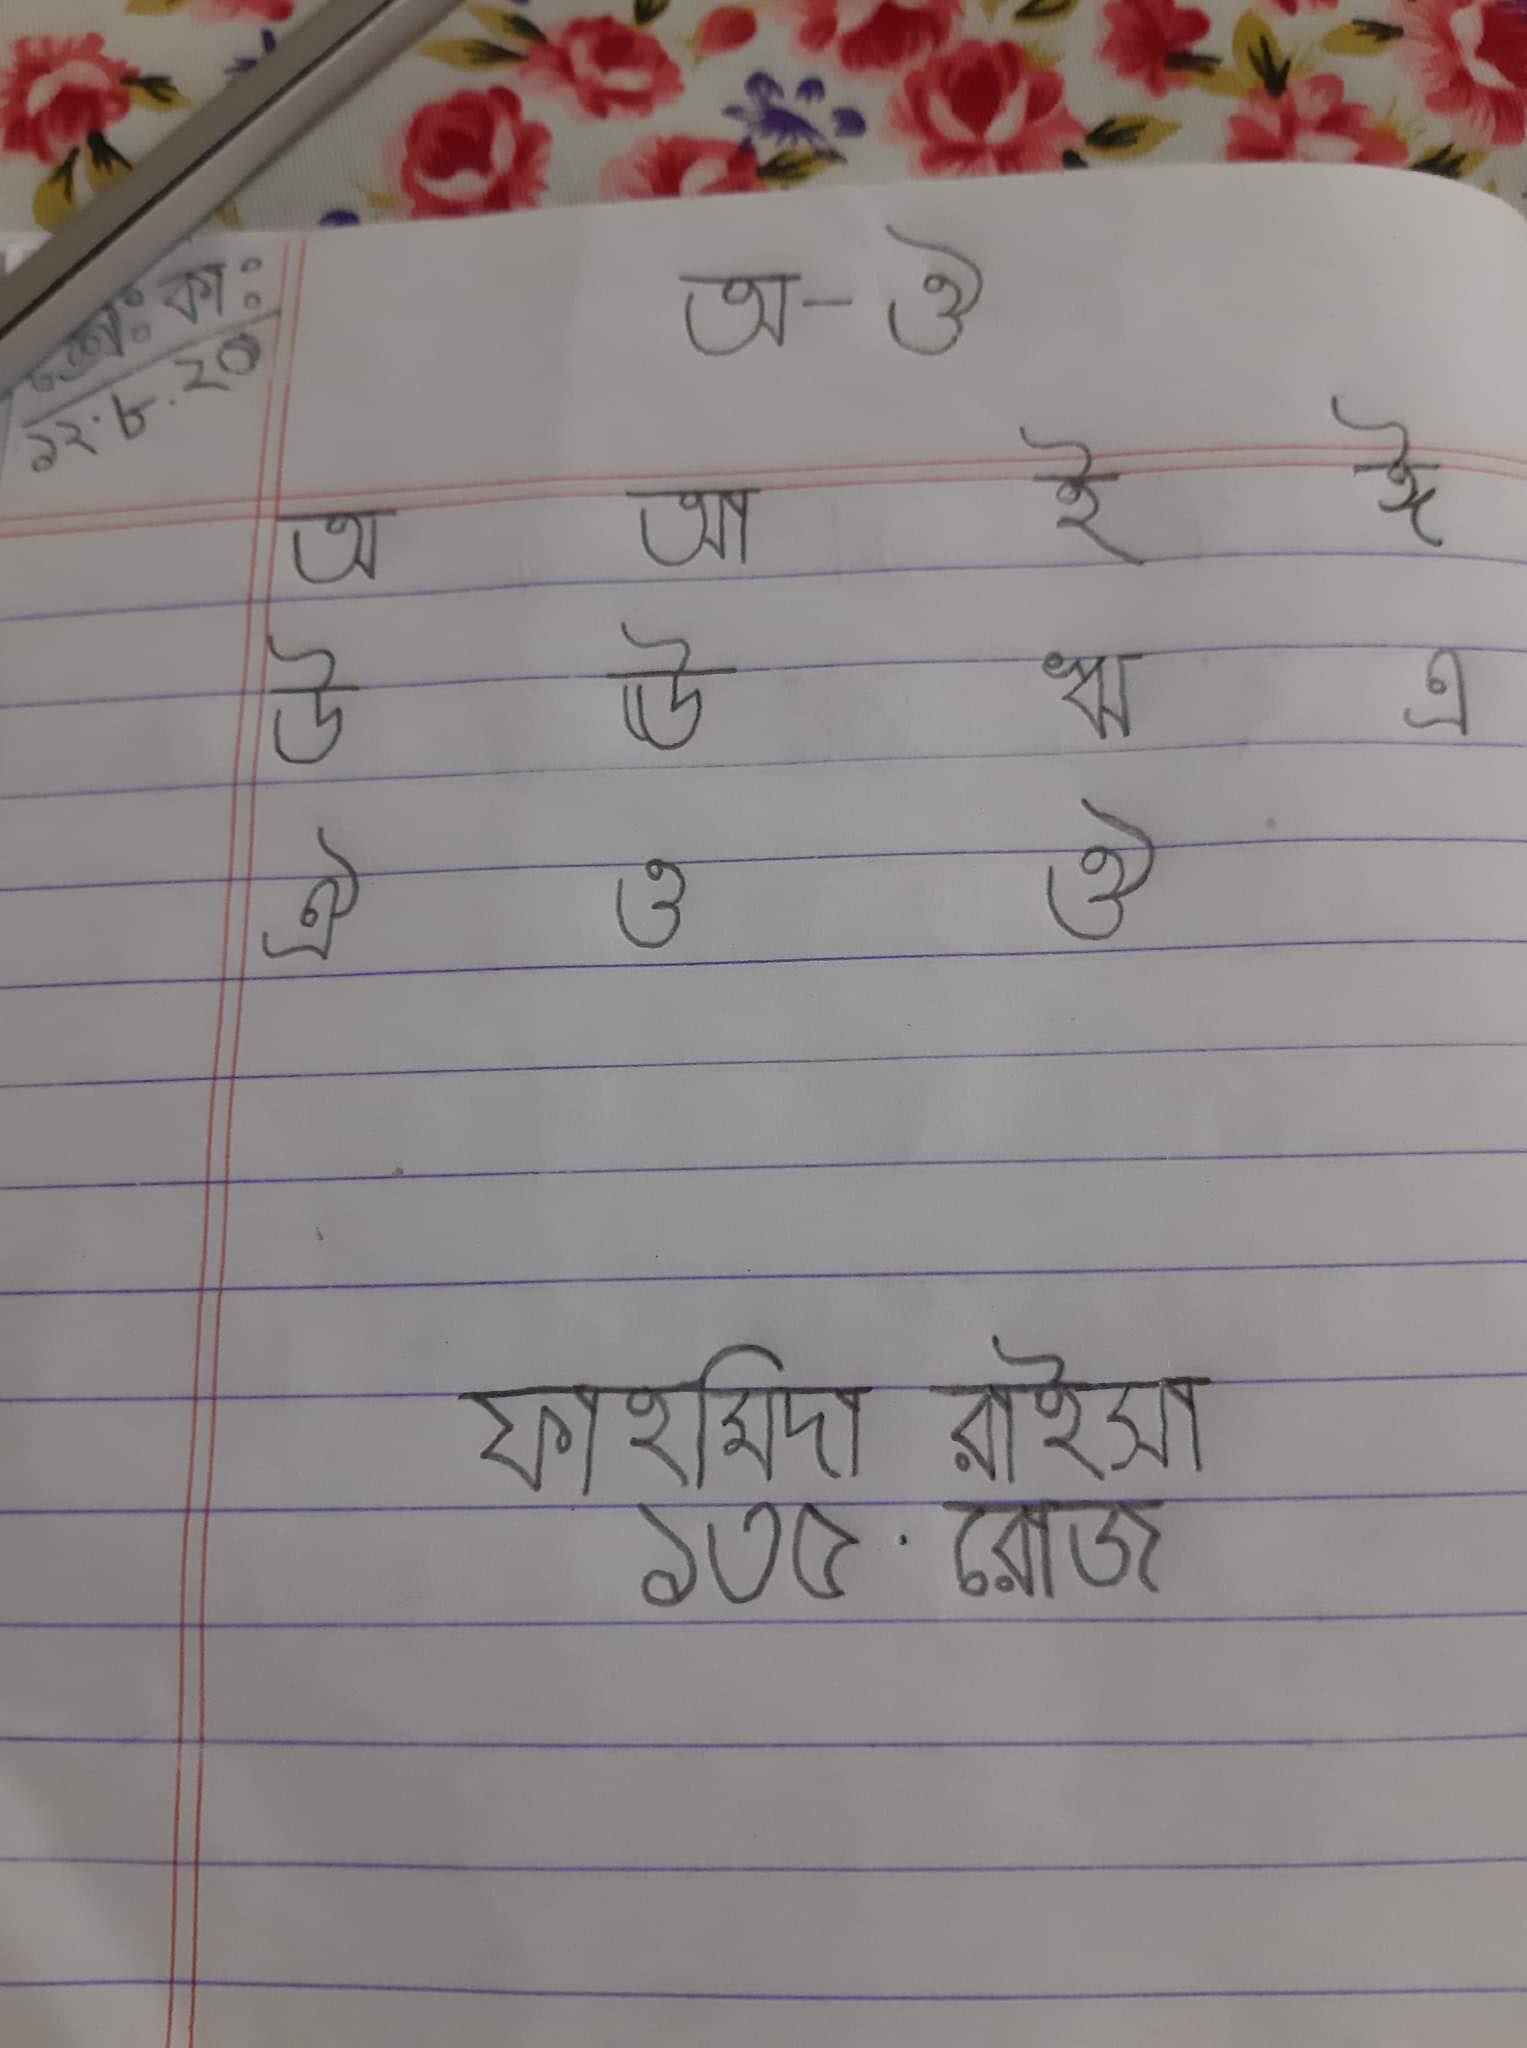 কা:
১২.৮.২০
অ-ঔ
অ আ ই ঈ
উ ঊ ঋ এ
ঐ ও ঔ
ফাহমিদা রাইসা
১৩৫. রোজ